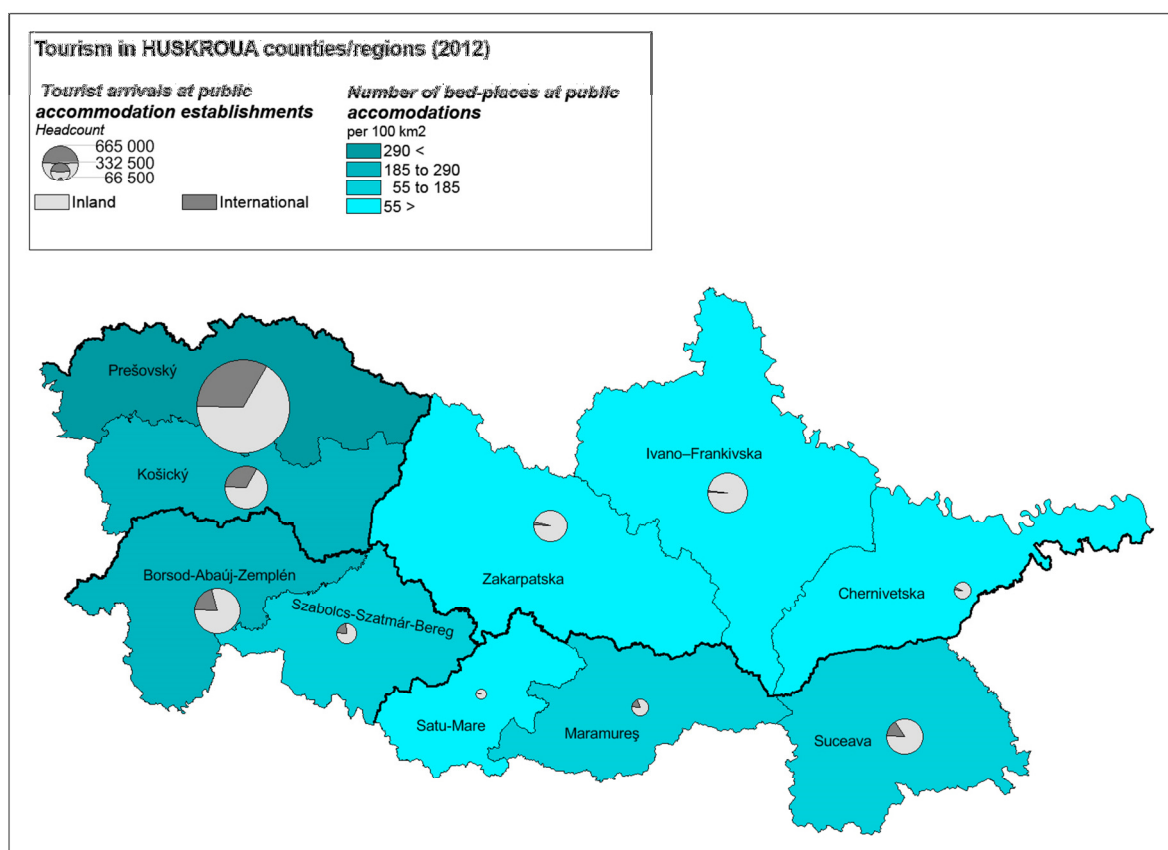 Tourism in HUSKROUA counties/regions (2012)
Tourist arrivals at public
accommodation establishments
Headcount
665 000
332 500
66 500
Inland
International
Number of bed-places at public
accomodations
per 100 km2
290 <
185 to 290
55 to 185
55 >
Prešovský
Košický
Ivano–Frankivska
Borsod-Abaúj-Zemplén
Zakarpatska
Chernivetska
Szabolcs-Szatmár-Bereg
Satu-Mare
Maramureş
Suceava